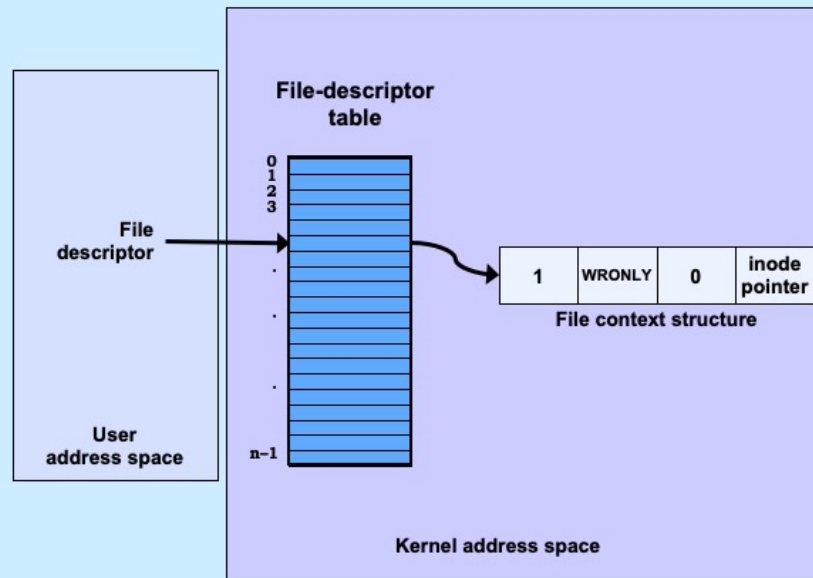 File-descriptor
table
0
1
2
3
.
.
.
n-1
File
descriptor
User
address space
1
WRONLY
0
inode
pointer
File context structure
Kernel address space